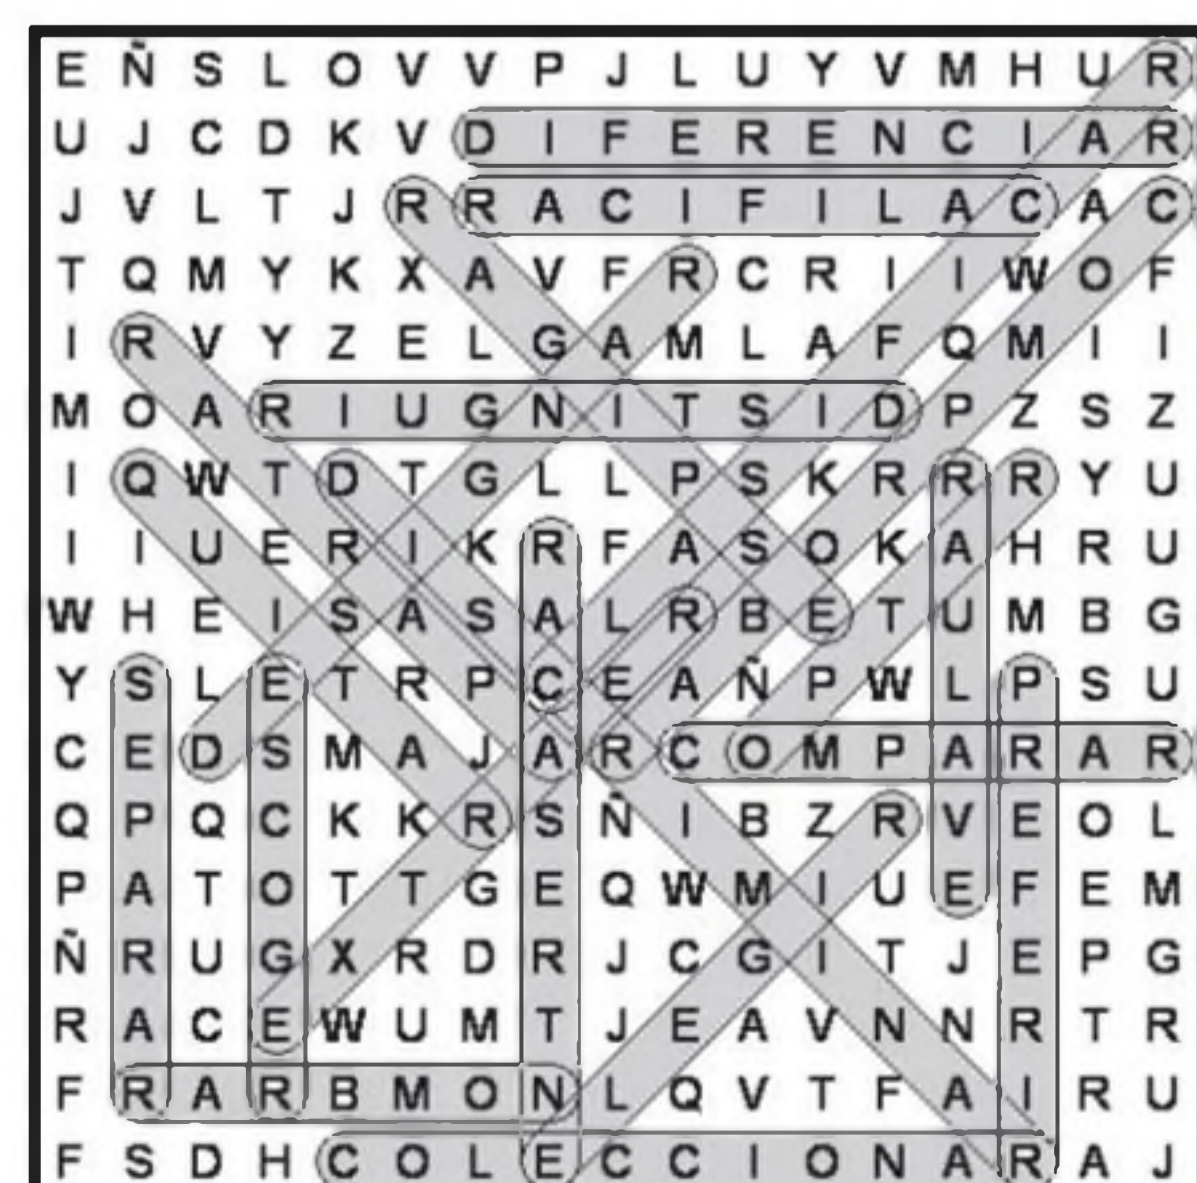 E Ñ S L O V V P J L U Y V M H U R
U J C D K V D I F E R E N C I A R
J V L T J R R A C I F I L A C A C
T Q M Y K X A V F R C R I I W O F
I R V Y Z E L G A M L A F Q M I I
M O A R I U G N I T S I D P Z S Z
I Q W T D T G L L P S K R R R Y U
I I U E R I K R F A S O K A H R U
W H E I S A S A L R B E T U M B G
Y S L E T R P C E A Ñ P W L P S U
C E D S M A J A R C O M P A R A R
Q P Q C K K R S Ñ I B Z R V E O L
P A T O T T G E Q W M I U E F E M
Ñ R U G X R D R J C G I T J E P G
R A C E W U M T J E A V N N R T R
F R A R B M O N L Q V T F A I R U
F S D H C O L E C C I O N A R A J